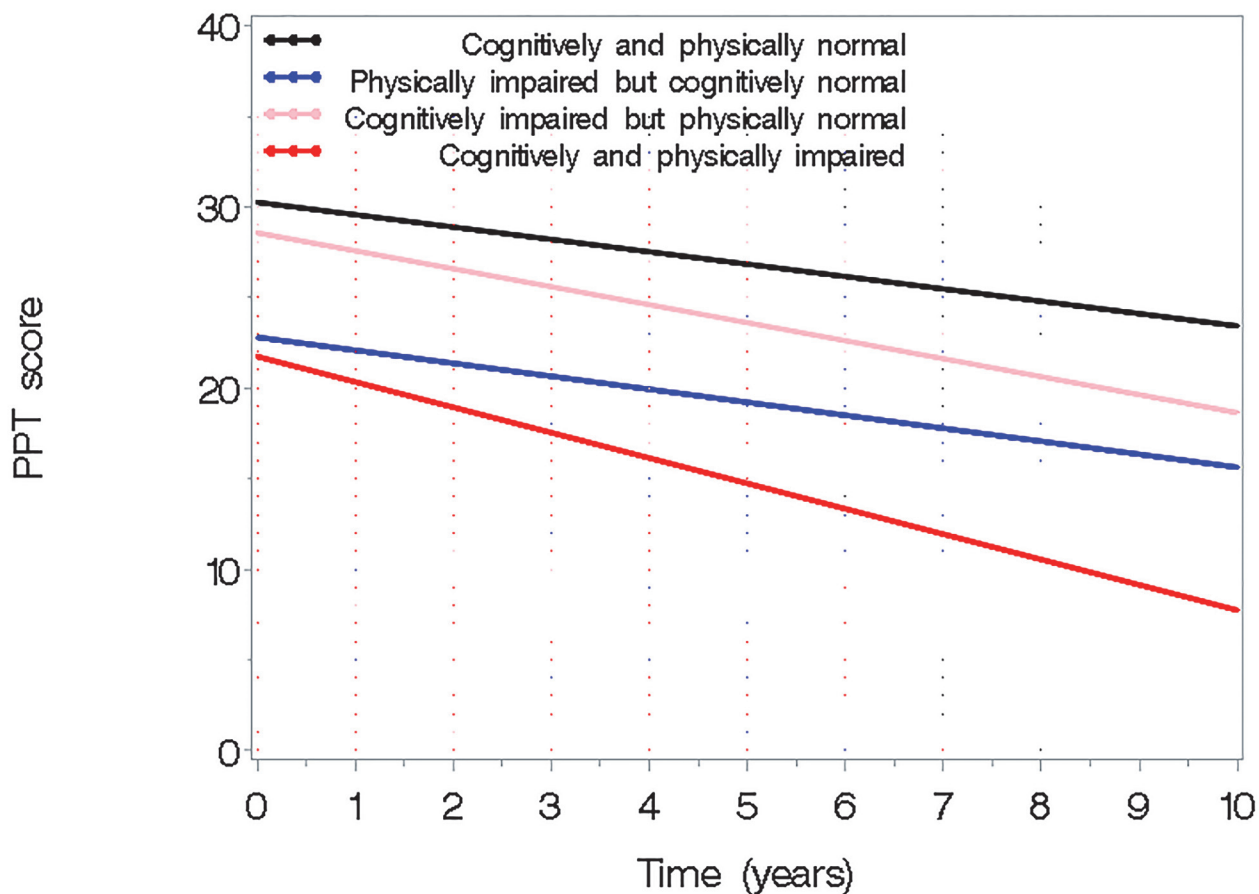 40
Cognitively and physically normal
Physically impaired but cognitively normal
Cognitively impaired but physically normal
Cognitively and physically impaired
30
20
10
0
PPT score
0 1 2 3 4 5 6 7 8 9 10
Time (years)